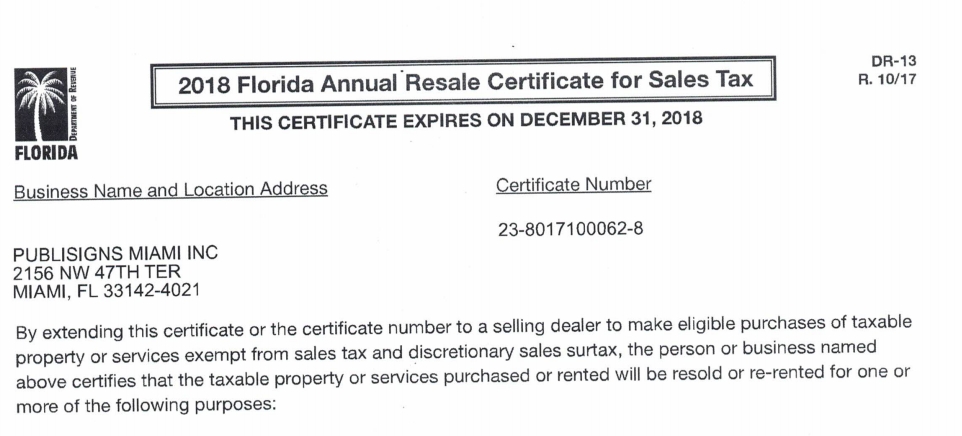 DR-13
R. 10/17
2018 Florida Annual Resale Certificate for Sales Tax
THIS CERTIFICATE EXPIRES ON DECEMBER 31, 2018
DEPARTMENT OF REVENUE
FLORIDA
Business Name and Location Address
Certificate Number
23-8017100062-8
PUBLISIGNS MIAMI INC
2156 NW 47TH TER
MIAMI, FL 33142-4021
By extending this certificate or the certificate number to a selling dealer to make eligible purchases of taxable
property or services exempt from sales tax and discretionary sales surtax, the person or business named
above certifies that the taxable property or services purchased or rented will be resold or re-rented for one or
more of the following purposes: